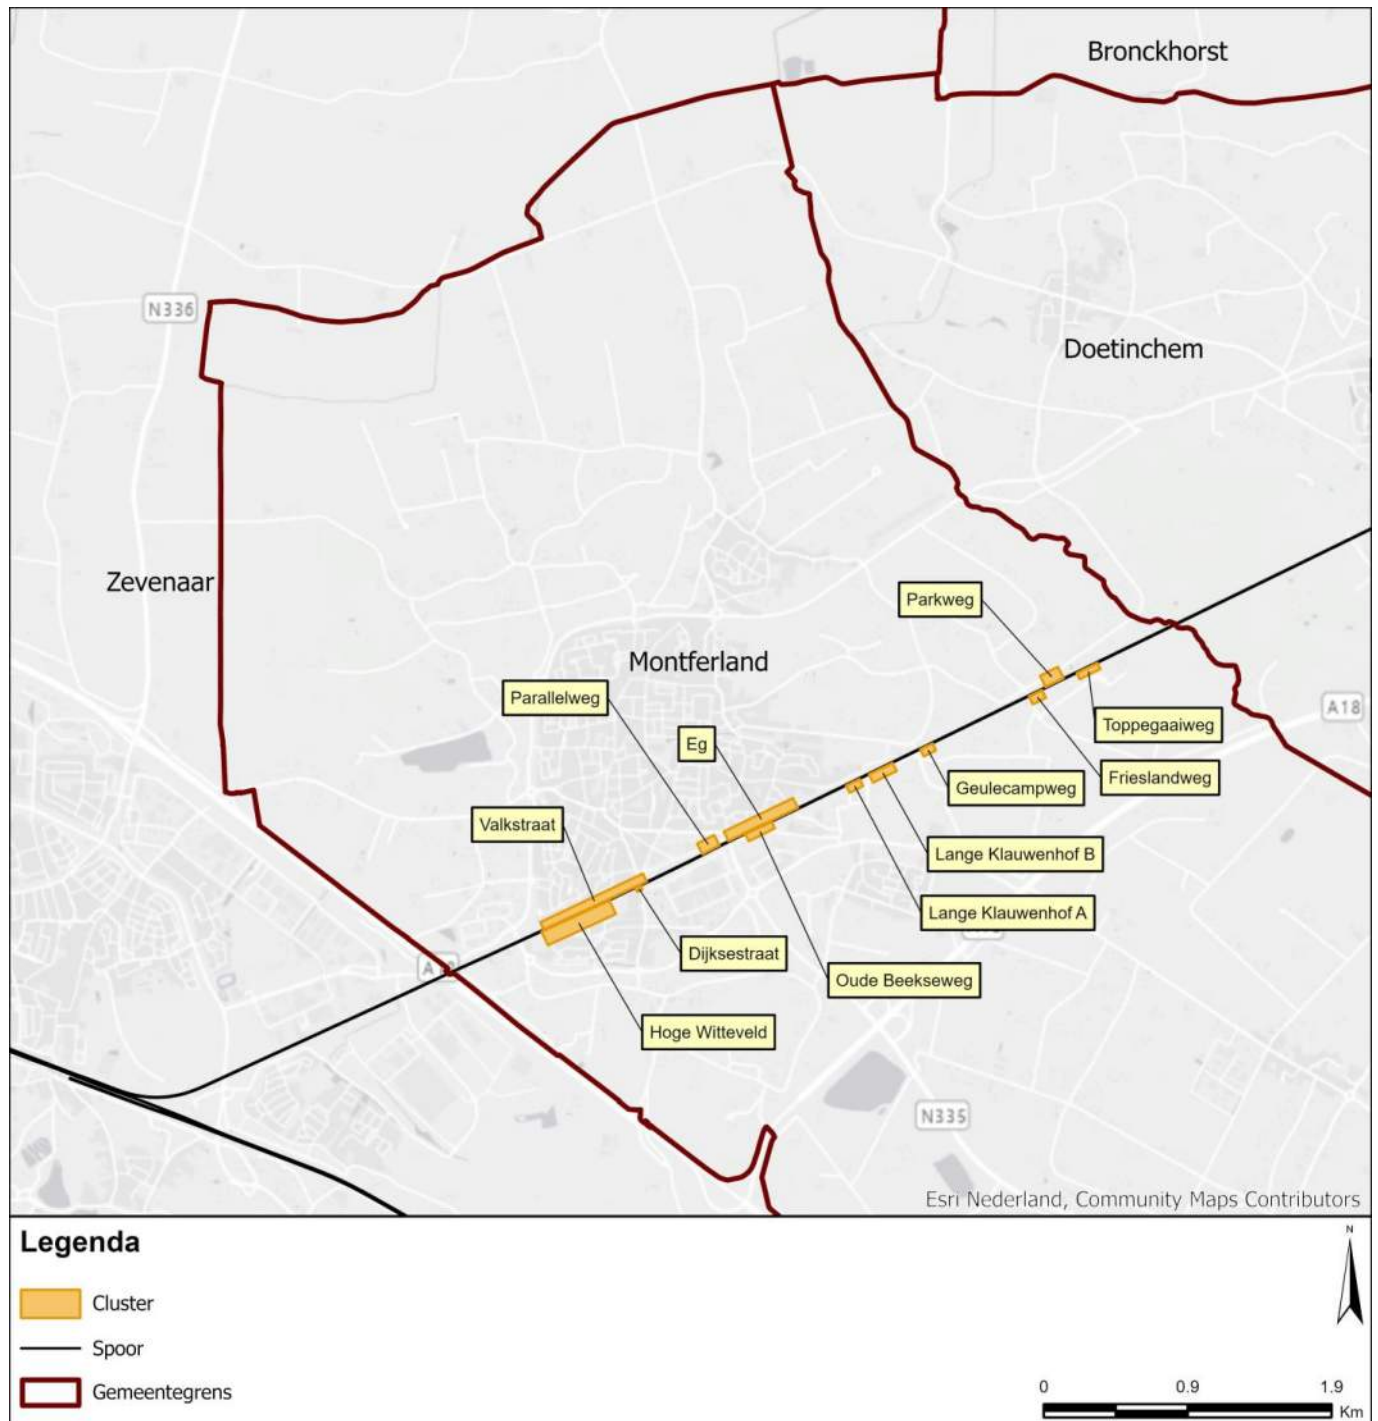 Bronckhorst
N336
Doetinchem
Zevenaar
Parkweg
Montferland
Parallelweg
A18
Toppegaaiweg
Eg
Frieslandweg
Geulecampweg
Valkstraat
Lange Klauwenhof B
Lange Klauwenhof A
Dijksestraat
Oude Beekseweg
Hoge Witteveld
N335
Esri Nederland, Community Maps Contributors
Legenda
N
Cluster
Spoor
Gemeentegrens
0 0.9 1.9
Km